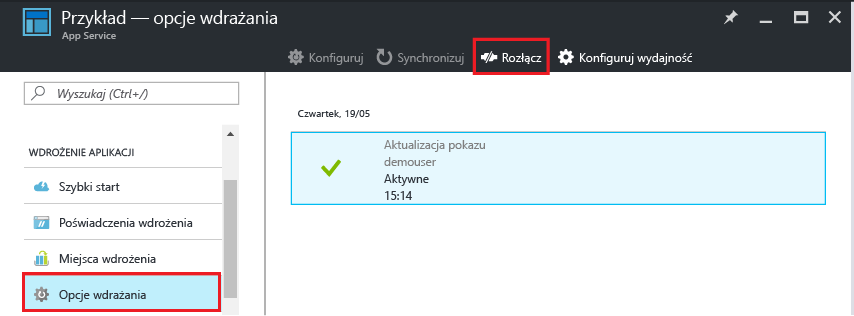 Przykład — opcje wdrażania
App Service
Konfiguruj Synchronizuj Rozłącz Konfiguruj wydajność
Wyszukaj (Ctrl+/)
Czwartek, 19/05
Aktualizacja pokazu
demouser
Aktywne
15:14
WDROŻENIE APLIKACJI
Szybki start
Poświadczenia wdrożenia
Miejsca wdrożenia
Opcje wdrażania